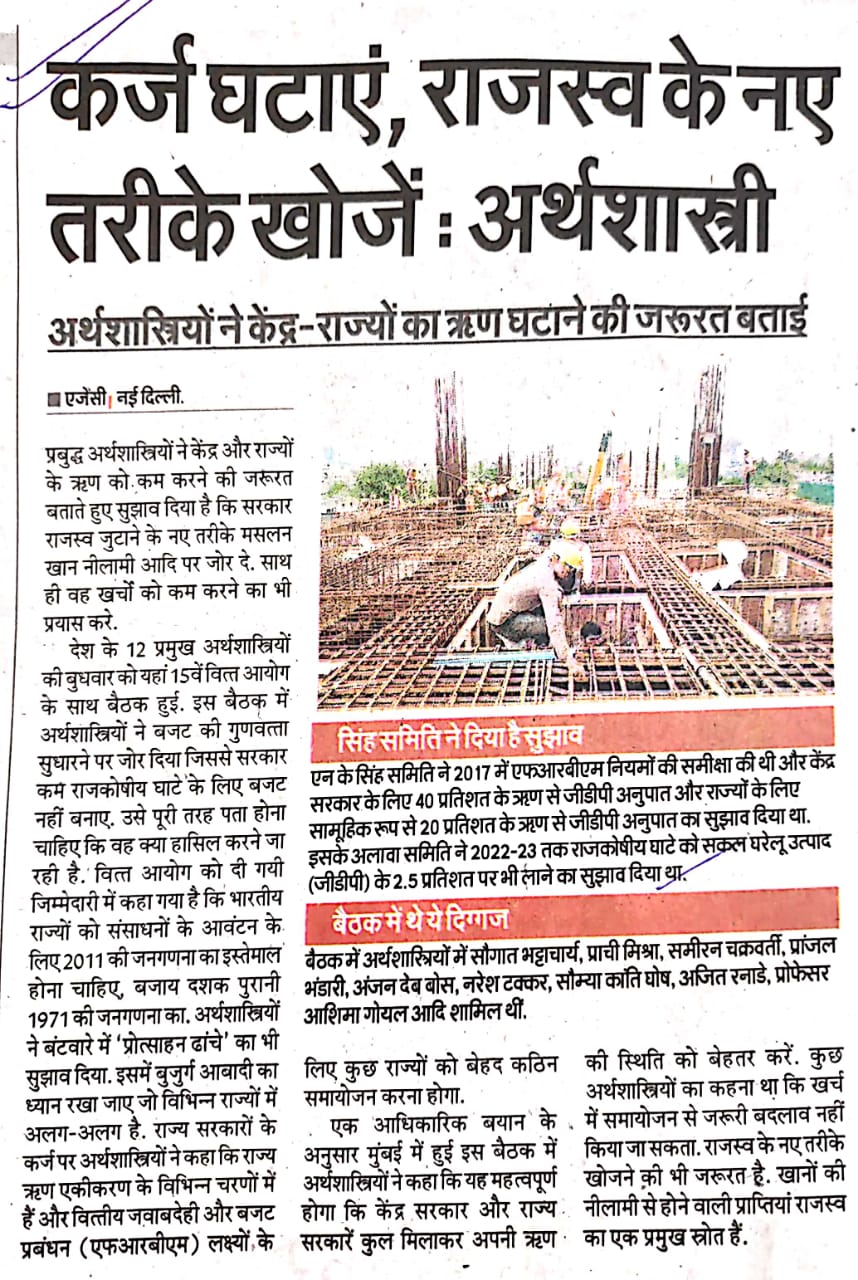 कर्ज घटाएं, राजस्व के नए
तरीके खोजें : अर्थशास्त्री
अर्थशास्त्रियों ने केंद्र-राज्यों का ऋण घटाने की जरूरत बताई
■ एजेंसी। नई दिल्ली.
प्रबुद्ध अर्थशास्त्रियों ने केंद्र और राज्यों
के ऋण को कम करने की जरूरत
बताते हुए सुझाव दिया है कि सरकार
राजस्व जुटाने के नए तरीके मसलन
खान नीलामी आदि पर जोर दे. साथ
ही वह खर्चों को कम करने का भी
प्रयास करे.
देश के 12 प्रमुख अर्थशास्त्रियों
की बुधवार को यहां 15वें वित्त आयोग
के साथ बैठक हुई. इस बैठक में
अर्थशास्त्रियों ने बजट की गुणवत्ता
सुधारने पर जोर दिया जिससे सरकार
कम राजकोषीय घाटे के लिए बजट
नहीं बनाए. उसे पूरी तरह पता होना
चाहिए कि वह क्या हासिल करने जा
रही है. वित्त आयोग को दी गयी
जिम्मेदारी में कहा गया है कि भारतीय
राज्यों को संसाधनों के आवंटन के
लिए 2011 की जनगणना का इस्तेमाल
होना चाहिए, बजाय दशक पुरानी
1971 की जनगणना का. अर्थशास्त्रियों
ने बंटवारे में 'प्रोत्साहन ढांचे' का भी
सुझाव दिया. इसमें बुजुर्ग आबादी का
ध्यान रखा जाए जो विभिन्न राज्यों में
अलग-अलग है. राज्य सरकारों के
कर्ज पर अर्थशास्त्रियों ने कहा कि राज्य
ऋण एकीकरण के विभिन्न चरणों में
हैं और वित्तीय जवाबदेही और बजट
प्रबंधन (एफआरबीएम) लक्ष्यों के
सिंह समिति ने दिया है सुझाव
एन के सिंह समिति ने 2017 में एफआरबीएम नियमों की समीक्षा की थी और केंद्र
सरकार के लिए 40 प्रतिशत के ऋण से जीडीपी अनुपात और राज्यों के लिए
सामूहिक रूप से 20 प्रतिशत के ऋण से जीडीपी अनुपात का सुझाव दिया था.
इसके अलावा समिति ने 2022-23 तक राजकोषीय घाटे को सकल घरेलू उत्पाद
(जीडीपी) के 2.5 प्रतिशत पर भी लाने का सुझाव दिया था.
बैठक में थे ये दिग्गज
बैठक में अर्थशास्त्रियों में सौगात भट्टाचार्य, प्राची मिश्रा, समीरन चक्रवर्ती, प्रांजल
भंडारी, अंजन देब बोस, नरेश टक्कर, सौम्या कांति घोष, अजित रनाडे, प्रोफेसर
आशिमा गोयल आदि शामिल थीं.
लिए कुछ राज्यों को बेहद कठिन
समायोजन करना होगा.
एक आधिकारिक बयान के
अनुसार मुंबई में हुई इस बैठक में
अर्थशास्त्रियों ने कहा कि यह महत्वपूर्ण
होगा कि केंद्र सरकार और राज्य
सरकारें कुल मिलाकर अपनी ऋण
की स्थिति को बेहतर करें. कुछ
अर्थशास्त्रियों का कहना था कि खर्च
में समायोजन से जरूरी बदलाव नहीं
किया जा सकता. राजस्व के नए तरीके
खोजने की भी जरूरत है. खानों की
नीलामी से होने वाली प्राप्तियां राजस्व
का एक प्रमुख स्रोत हैं.